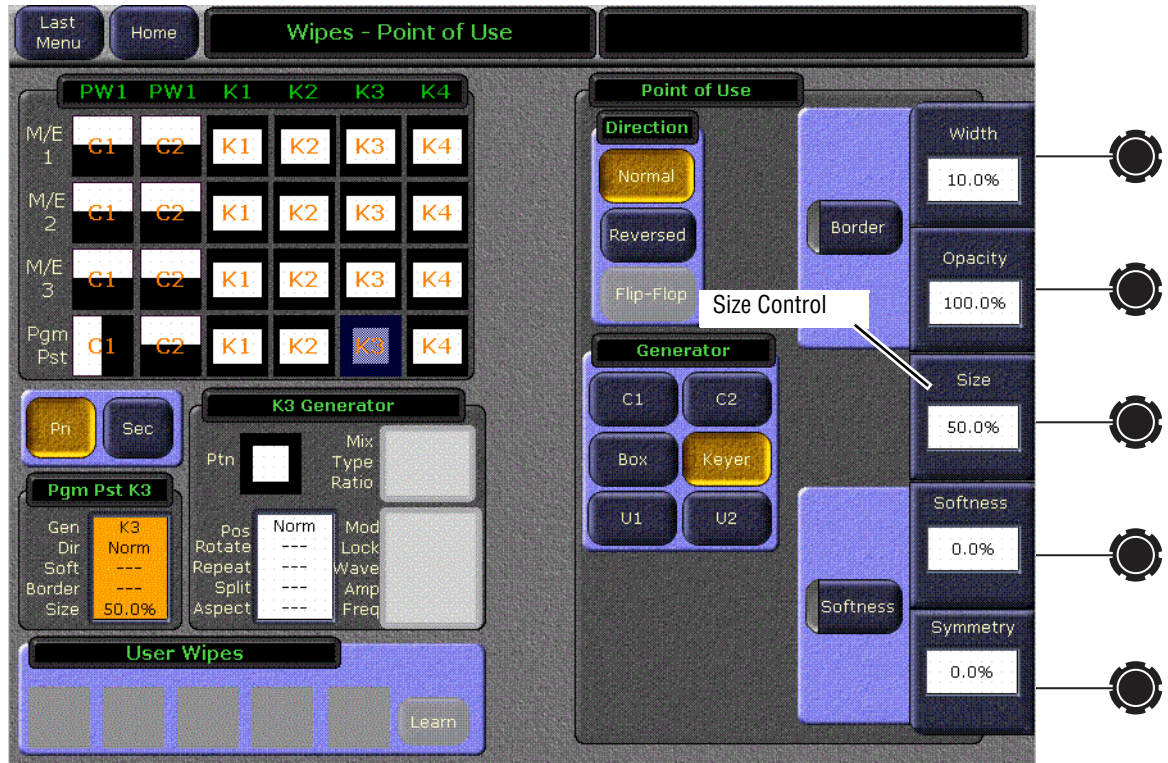 Last Menu
Home
Wipes - Point of Use
PW1 PW1 K1 K2 K3 K4
M/E 1 C1 C2 K1 K2 K3 K4
M/E 2 C1 C2 K1 K2 K3 K4
M/E 3 C1 C2 K1 K2 K3 K4
Pgm Pst C1 C2 K1 K2 K3 K4
Pri Sec
Pgm Pst K3
Gen K3
Dir Norm
Soft ---
Border ---
Size 50.0%
K3 Generator
Ptn
Mix
Type
Ratio
Pos Norm
Rotate ---
Repeat ---
Split ---
Aspect ---
Mod
Lock
Wave
Amp
Freq
User Wipes
Learn
Point of Use
Direction
Normal
Reversed
Flip-Flop
Size Control
Generator
C1 C2
Box Keyer
U1 U2
Border
Width
10.0%
Opacity
100.0%
Size
50.0%
Softness
Softness
0.0%
Symmetry
0.0%